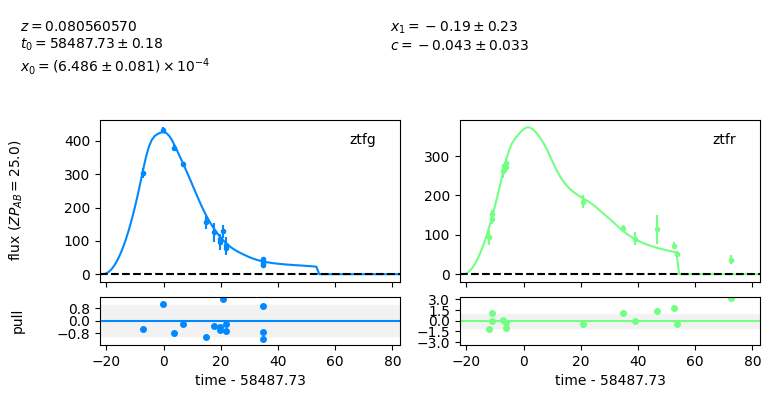 z = 0.080560570
t₀ = 58487.73 ± 0.18
x₀ = (6.486 ± 0.081) × 10⁻⁴
x₁ = −0.19 ± 0.23
c = −0.043 ± 0.033
flux (ZP_AB = 25.0)
400
300
200
100
0
ztfg
300
200
100
0
ztfr
pull
0.8
0.0
−0.8
−20 0 20 40 60 80
time - 58487.73
3.0
1.5
0.0
−1.5
−3.0
−20 0 20 40 60 80
time - 58487.73